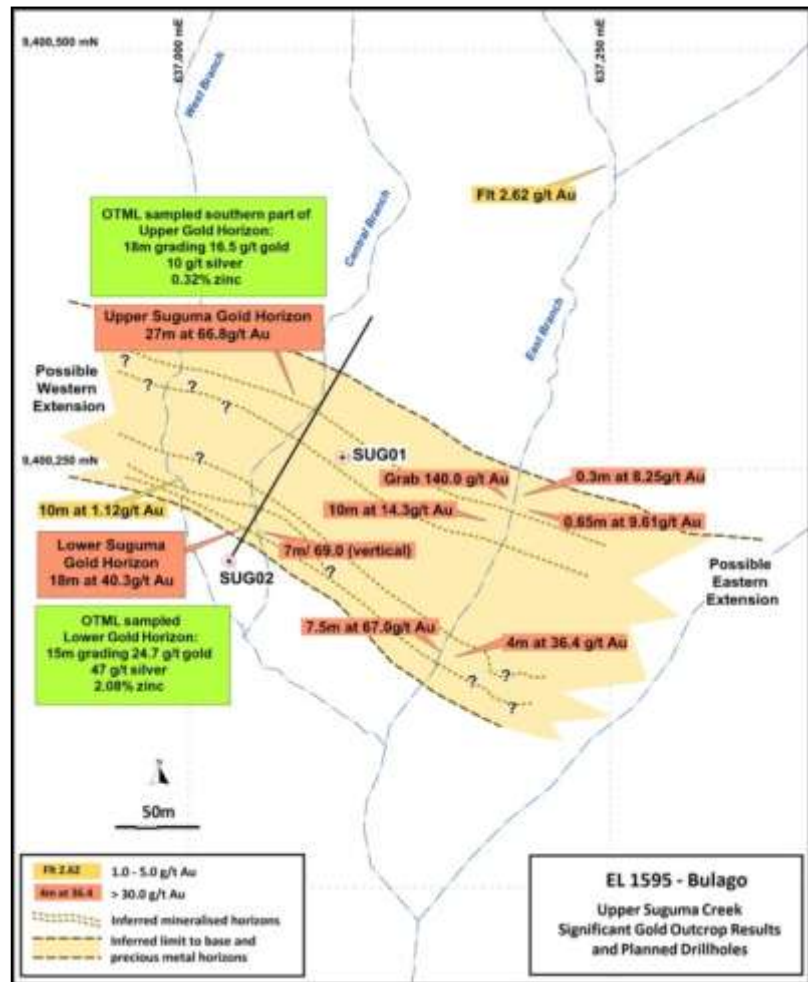 9,400,500 mN
637,000 mE
637,250 mE
West Branch
Flt 2.62 g/t Au
OTML sampled southern part of
Upper Gold Horizon:
18m grading 16.5 g/t gold
10 g/t silver
0.32% zinc
Central Branch
East Branch
Upper Suguma Gold Horizon
27m at 66.8g/t Au
Possible
Western
Extension
?
?
?
?
?
9,400,250 mN
SUG01
Grab 140.0 g/t Au
0.3m at 8.25g/t Au
10m at 1.12g/t Au
10m at 14.3g/t Au
0.65m at 9.61g/t Au
Lower Suguma
Gold Horizon
18m at 40.3g/t Au
7m/ 69.0 (vertical)
SUG02
?
Possible
Eastern
Extension
OTML sampled
Lower Gold Horizon:
15m grading 24.7 g/t gold
47 g/t silver
2.08% zinc
7.5m at 67.0g/t Au
4m at 36.4 g/t Au
?
?
?
?
50m
Flt 2.62
1.0 - 5.0 g/t Au
4m at 36.4
> 30.0 g/t Au
Inferred mineralised horizons
Inferred limit to base and
precious metal horizons
EL 1595 - Bulago
Upper Suguma Creek
Significant Gold Outcrop Results
and Planned Drillholes